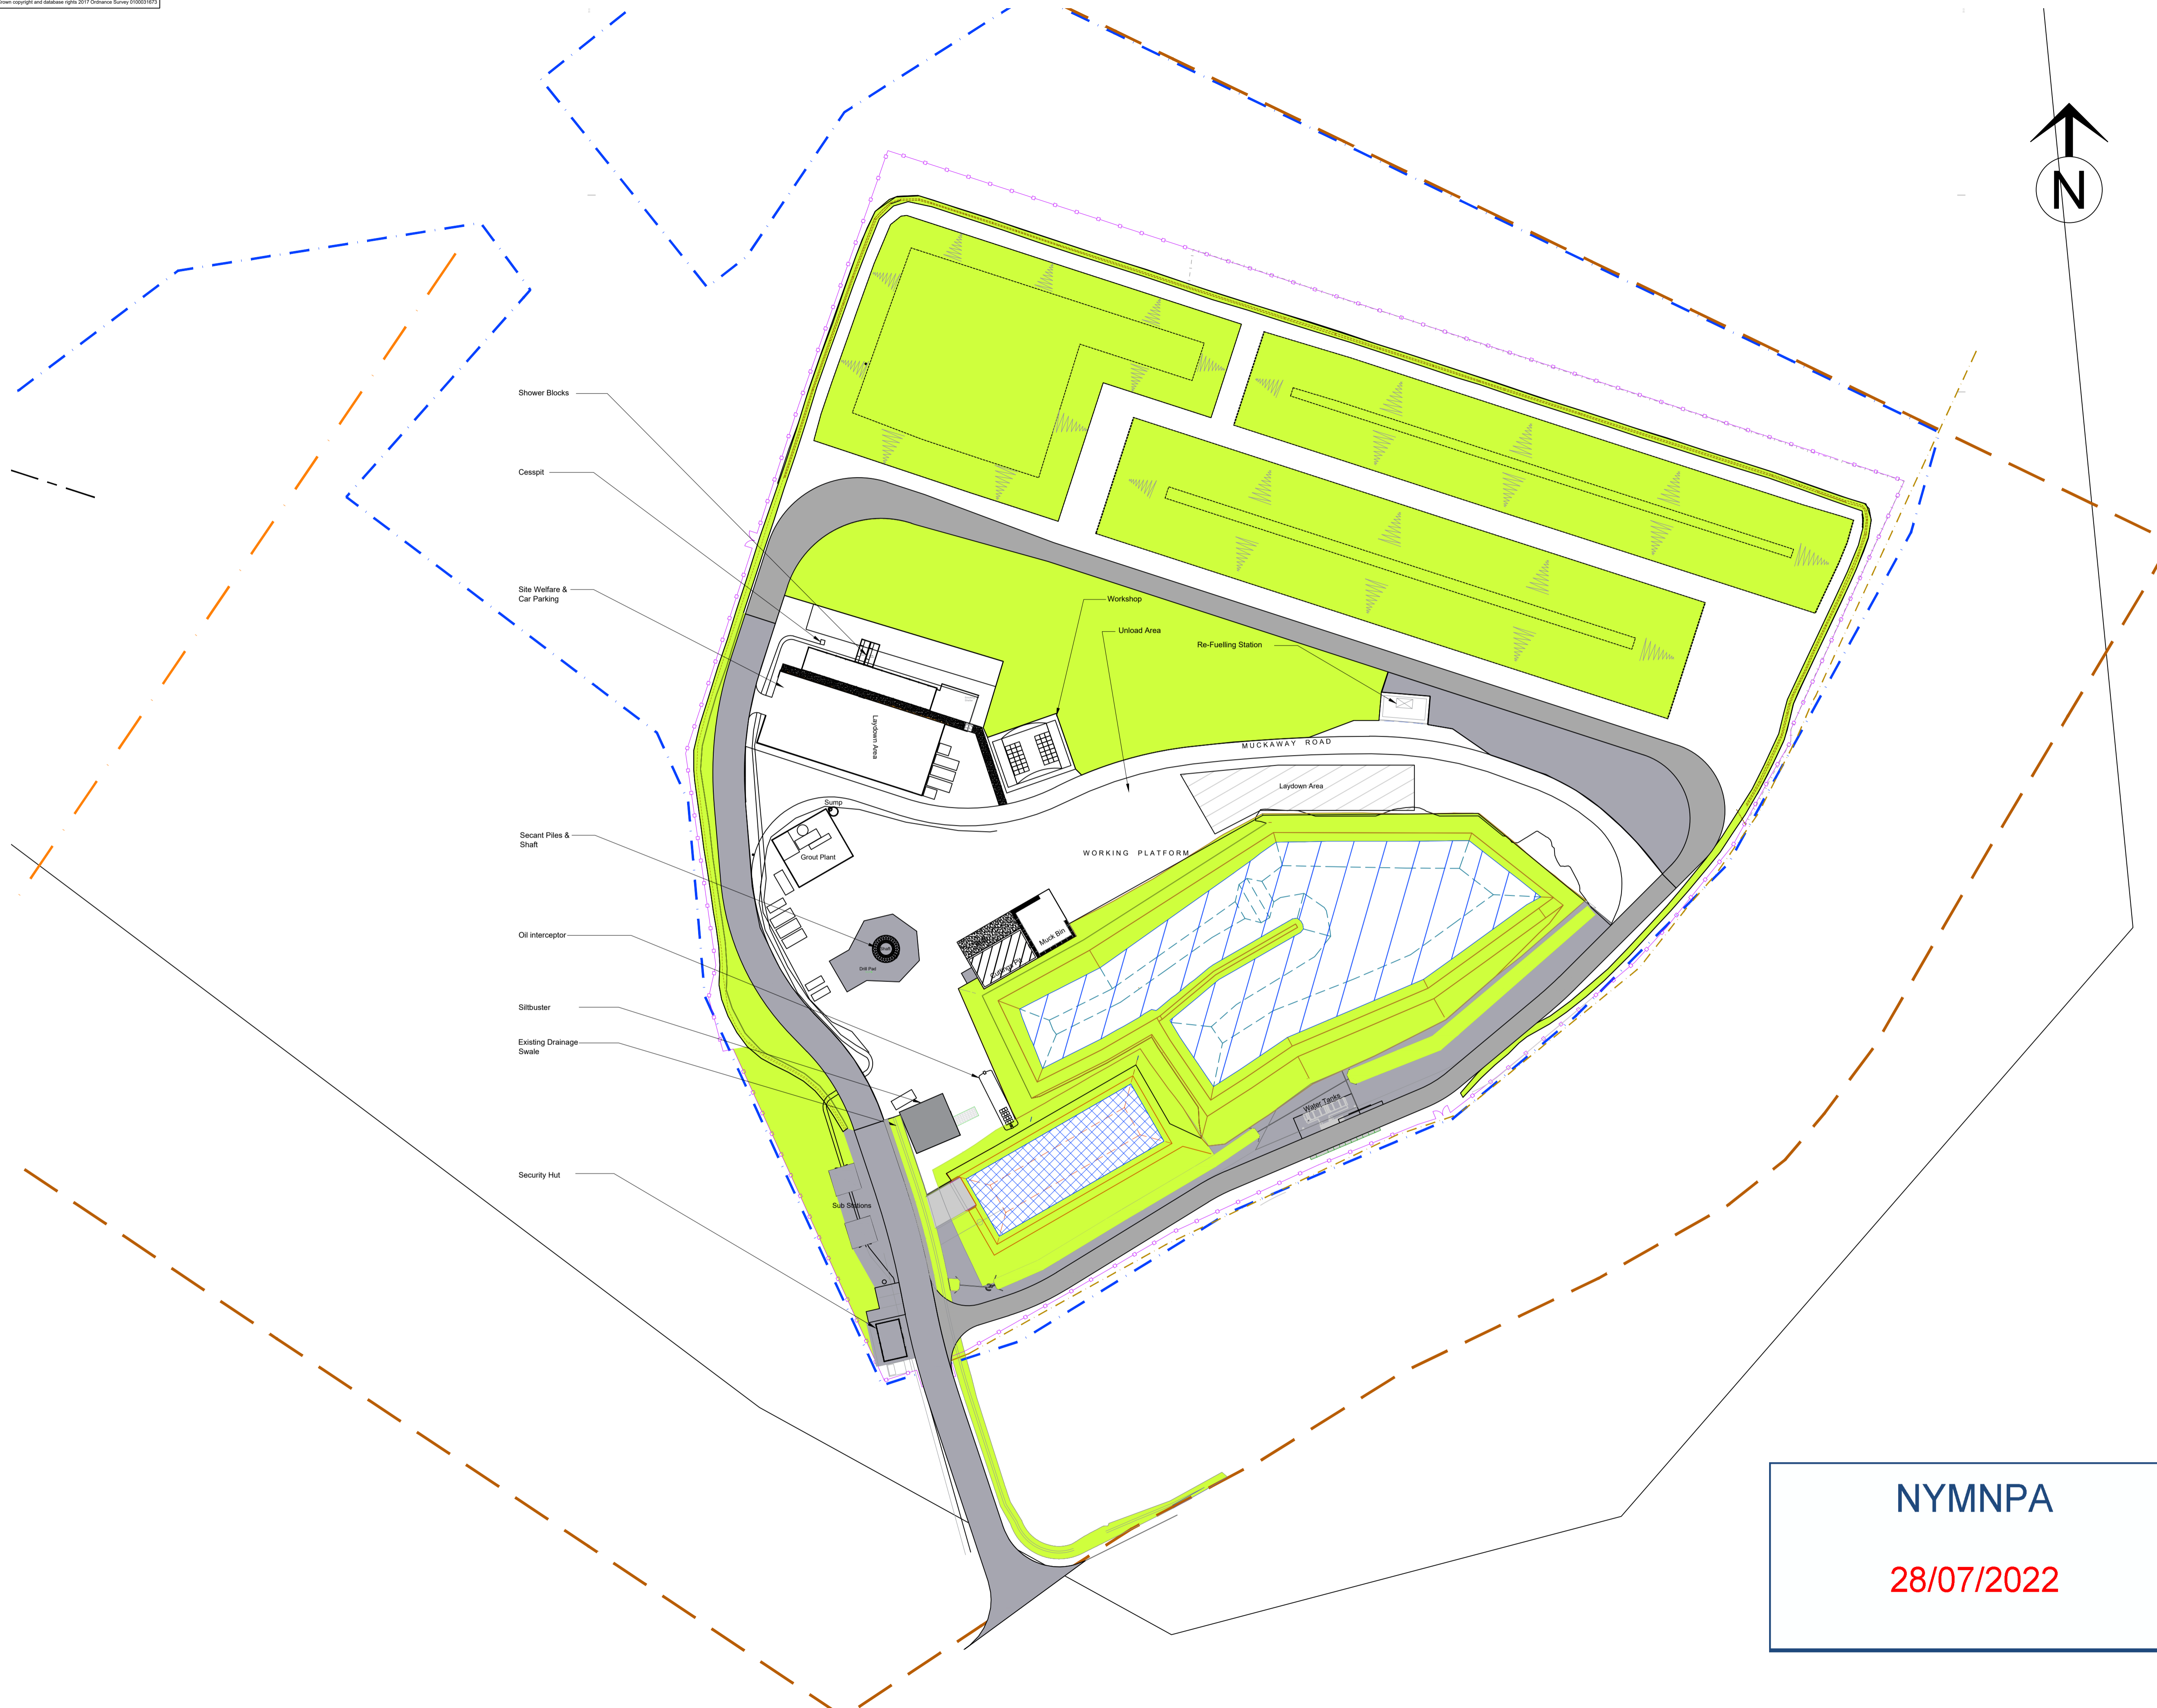 Crown copyright and database rights 2017 Ordnance Survey 0100031673
N
Shower Blocks
Cesspit
Site Welfare &
Car Parking
Workshop
Unload Area
Re-Fuelling Station
Laydown Area
MUCKAWAY ROAD
Laydown Area
Sump
Secant Piles &
Shaft
Grout Plant
WORKING PLATFORM
Oil interceptor
Shaft
Drill Pad
Muck Bin
Siltbuster
Existing Drainage
Swale
Water Tanks
Security Hut
Sub Stations
NYMNPA
28/07/2022